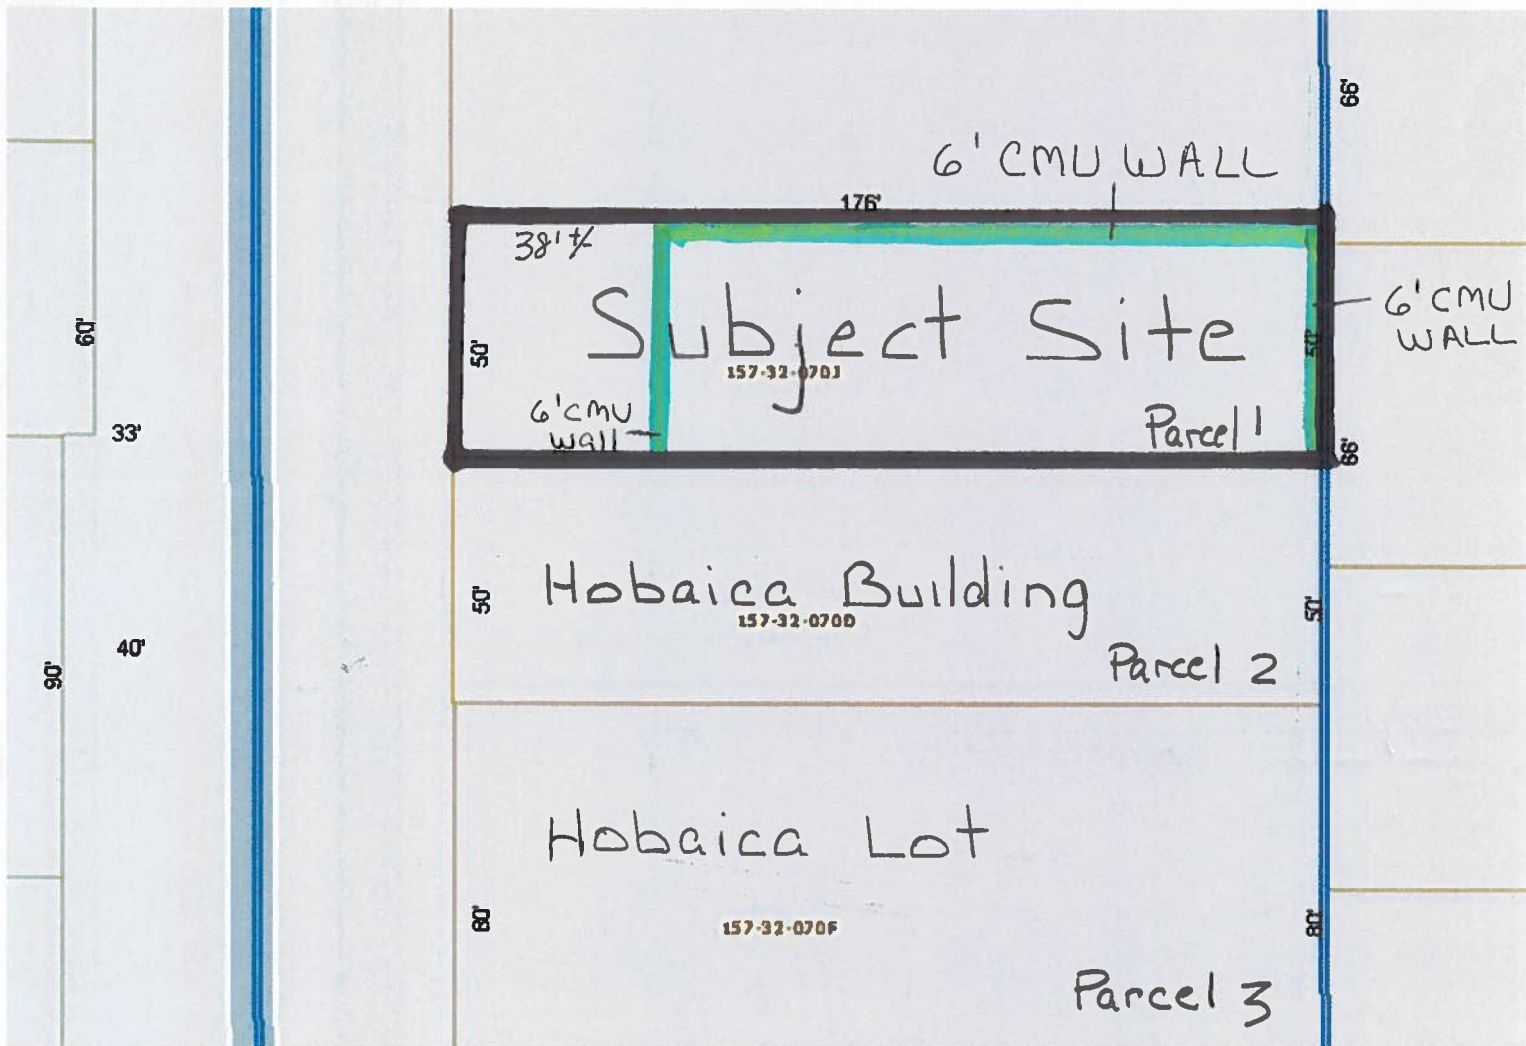 66'
6' CMU WALL
176'
38' +/-
Subject Site
6' CMU
WALL
60'
50'
50'
157-32-070J
6' CMU
wall
Parcel 1
33'
66'
Hobaica Building
50'
50'
157-32-070D
40'
90'
Parcel 2
Hobaica Lot
80'
80'
157-32-070F
Parcel 3